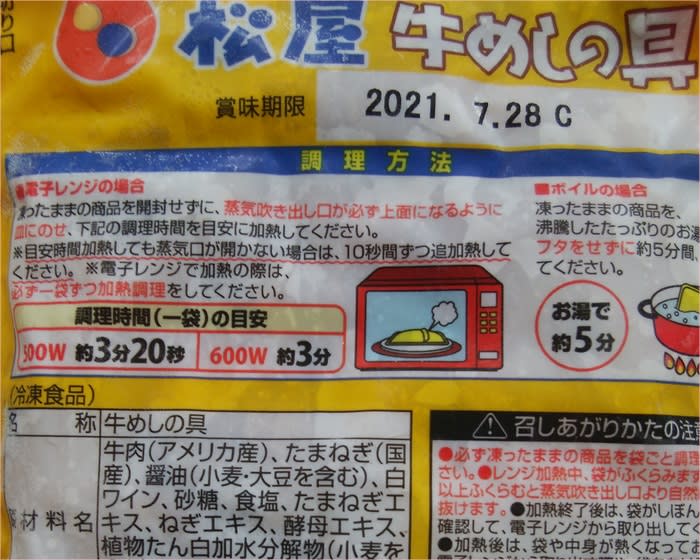 切り口
松屋 牛めしの具
賞味期限 2021. 7.28 C
調理方法
■電子レンジの場合
凍ったままの商品を開封せずに、蒸気吹き出し口が必ず上面になるように
皿にのせ、下記の調理時間を目安に加熱してください。
※目安時間加熱しても蒸気口が開かない場合は、10秒間ずつ追加加熱して
ください。 ※電子レンジで加熱の際は、
必ず一袋ずつ加熱調理をしてください。
調理時間(一袋)の目安
500W 約3分20秒 600W 約3分
■ボイルの場合
凍ったままの商品を、
沸騰したたっぷりのお湯
フタをせずに約5分間、
てください。
お湯で
約5分
(冷凍食品)
名 称 牛めしの具
原材料名
牛肉(アメリカ産)、たまねぎ(国
産)、醤油(小麦・大豆を含む)、白
ワイン、砂糖、食塩、たまねぎエ
キス、ねぎエキス、酵母エキス、
植物たん白加水分解物(小麦を
召しあがりかたの注意
●必ず凍ったままの商品を袋ごと調理
さい。●レンジ加熱中、袋がふくらみます
以上ふくらむと蒸気吹き出し口より自然
抜けます。●加熱終了後は、袋がしぼん
確認して、電子レンジから取り出してく
●加熱後は、袋や中身が熱くなって